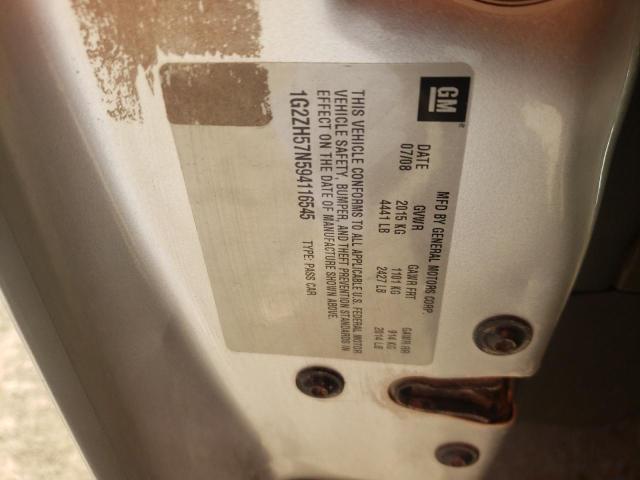 GM
MFD BY GENERAL MOTORS CORP.
DATE GVWR GAWR FRT GAWR RR
07/08 2015 KG 1101 KG 914 KG
4441 LB 2427 LB 2014 LB
THIS VEHICLE CONFORMS TO ALL APPLICABLE U.S. FEDERAL MOTOR
VEHICLE SAFETY, BUMPER, AND THEFT PREVENTION STANDARDS IN
EFFECT ON THE DATE OF MANUFACTURE SHOWN ABOVE.
1G2ZH57N594116545 TYPE: PASS CAR